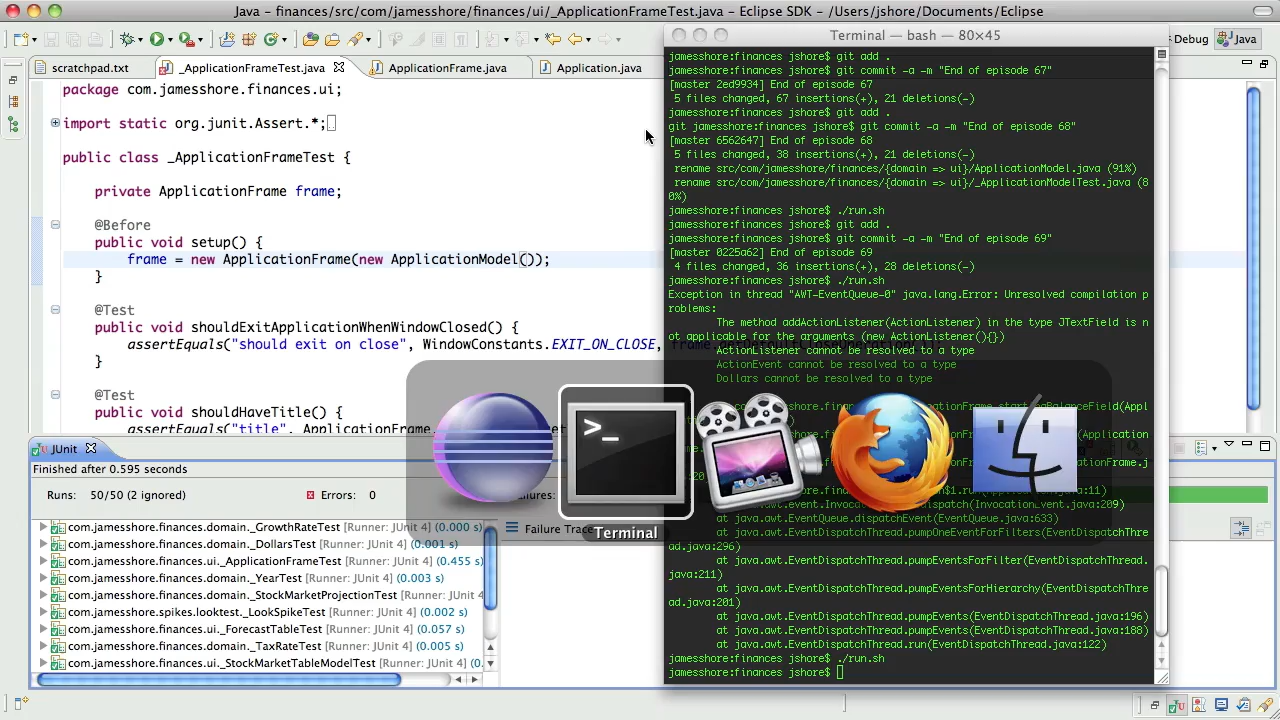 Java – finances/src/com/jamesshore/finances/ui/_ApplicationFrameTest.java – Eclipse SDK – /Users/jshore/Documents/Eclipse
Debug
Java
scratchpad.txt
_ApplicationFrameTest.java
ApplicationFrame.java
Application.java
package com.jamesshore.finances.ui;
import static org.junit.Assert.*;
public class _ApplicationFrameTest {
private ApplicationFrame frame;
@Before
public void setup() {
frame = new ApplicationFrame(new ApplicationModel());
}
@Test
public void shouldExitApplicationWhenWindowClosed() {
assertEquals("should exit on close", WindowConstants.EXIT_ON_CLOSE,
}
@Test
public void shouldHaveTitle() {
Terminal — bash — 80×45
jamesshore:finances jshore$ git add .
jamesshore:finances jshore$ git commit -a -m "End of episode 67"
[master 2ed9934] End of episode 67
5 files changed, 67 insertions(+), 21 deletions(-)
jamesshore:finances jshore$ git add .
git jamesshore:finances jshore$ git commit -a -m "End of episode 68"
[master 6562647] End of episode 68
5 files changed, 38 insertions(+), 21 deletions(-)
rename src/com/jamesshore/finances/{domain => ui}/ApplicationModel.java (91%)
rename src/com/jamesshore/finances/{domain => ui}/_ApplicationModelTest.java (8
0%)
jamesshore:finances jshore$ ./run.sh
jamesshore:finances jshore$ git add .
jamesshore:finances jshore$ git commit -a -m "End of episode 69"
[master 0225a62] End of episode 69
4 files changed, 36 insertions(+), 28 deletions(-)
jamesshore:finances jshore$ ./run.sh
Exception in thread "AWT-EventQueue-0" java.lang.Error: Unresolved compilation p
roblems:
The method addActionListener(ActionListener) in the type JTextField is n
ot applicable for the arguments (new ActionListener(){})
ActionListener cannot be resolved to a type
ActionEvent cannot be resolved to a type
Dollars cannot be resolved to a type
at java.awt.EventQueue.dispatchEvent(EventQueue.java:633)
at java.awt.EventDispatchThread.pumpOneEventForFilters(EventDispatchThre
ad.java:296)
at java.awt.EventDispatchThread.pumpEventsForFilter(EventDispatchThread.
java:211)
at java.awt.EventDispatchThread.pumpEventsForHierarchy(EventDispatchThre
ad.java:201)
at java.awt.EventDispatchThread.pumpEvents(EventDispatchThread.java:196)
at java.awt.EventDispatchThread.pumpEvents(EventDispatchThread.java:188)
at java.awt.EventDispatchThread.run(EventDispatchThread.java:122)
jamesshore:finances jshore$ ./run.sh
jamesshore:finances jshore$
>_
Terminal
JUnit
Finished after 0.595 seconds
Runs: 50/50 (2 ignored)
Errors: 0
Failure Trace
com.jamesshore.finances.domain._GrowthRateTest [Runner: JUnit 4] (0.000 s)
com.jamesshore.finances.domain._DollarsTest [Runner: JUnit 4] (0.001 s)
com.jamesshore.finances.ui._ApplicationFrameTest [Runner: JUnit 4] (0.455 s)
com.jamesshore.finances.domain._YearTest [Runner: JUnit 4] (0.003 s)
com.jamesshore.finances.domain._StockMarketProjectionTest [Runner: JUnit 4]
com.jamesshore.spikes.looktest._LookSpikeTest [Runner: JUnit 4] (0.002 s)
com.jamesshore.finances.ui._ForecastTableTest [Runner: JUnit 4] (0.057 s)
com.jamesshore.finances.domain._TaxRateTest [Runner: JUnit 4] (0.005 s)
com.jamesshore.finances.ui._StockMarketTableModelTest [Runner: JUnit 4] (0.